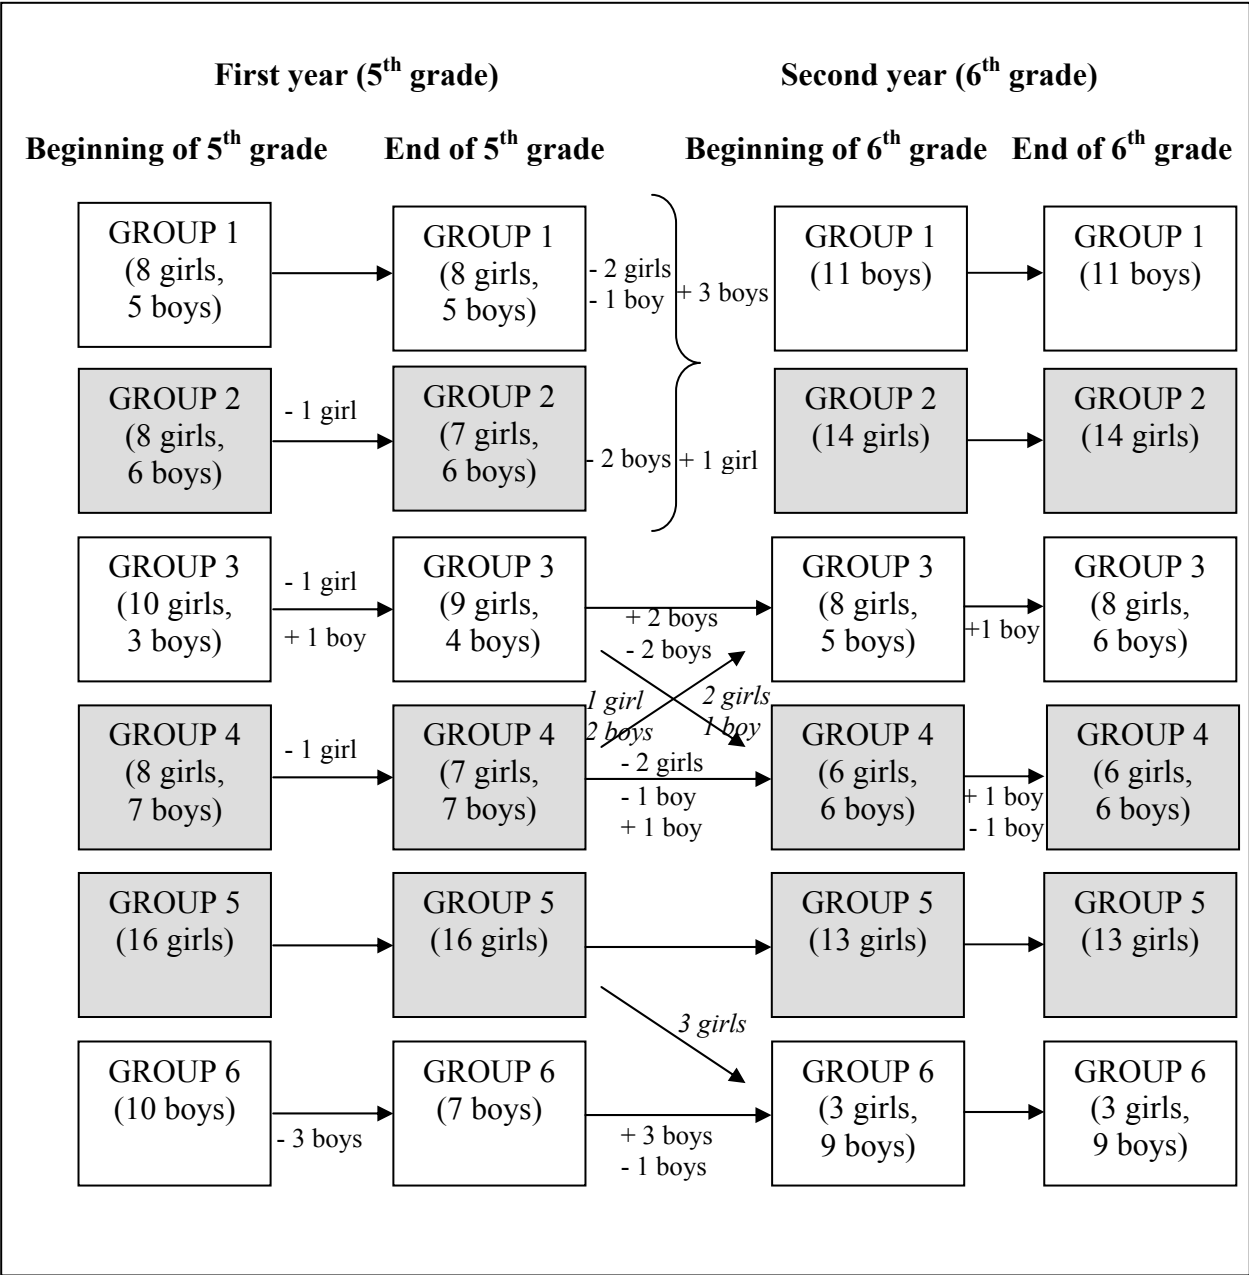 First year (5th grade)
Second year (6th grade)
Beginning of 5th grade
End of 5th grade
Beginning of 6th grade
End of 6th grade
GROUP 1
(8 girls,
5 boys)
GROUP 1
(8 girls,
5 boys)
- 2 girls
- 1 boy
+ 3 boys
GROUP 1
(11 boys)
GROUP 1
(11 boys)
GROUP 2
(8 girls,
6 boys)
- 1 girl
GROUP 2
(7 girls,
6 boys)
- 2 boys
+ 1 girl
GROUP 2
(14 girls)
GROUP 2
(14 girls)
GROUP 3
(10 girls,
3 boys)
- 1 girl
+ 1 boy
GROUP 3
(9 girls,
4 boys)
+ 2 boys
- 2 boys
GROUP 3
(8 girls,
5 boys)
+1 boy
GROUP 3
(8 girls,
6 boys)
1 girl
2 boys
2 girls
1 boy
GROUP 4
(8 girls,
7 boys)
- 1 girl
GROUP 4
(7 girls,
7 boys)
- 2 girls
- 1 boy
+ 1 boy
GROUP 4
(6 girls,
6 boys)
+ 1 boy
- 1 boy
GROUP 4
(6 girls,
6 boys)
GROUP 5
(16 girls)
GROUP 5
(16 girls)
GROUP 5
(13 girls)
GROUP 5
(13 girls)
3 girls
GROUP 6
(10 boys)
- 3 boys
GROUP 6
(7 boys)
+ 3 boys
- 1 boys
GROUP 6
(3 girls,
9 boys)
GROUP 6
(3 girls,
9 boys)